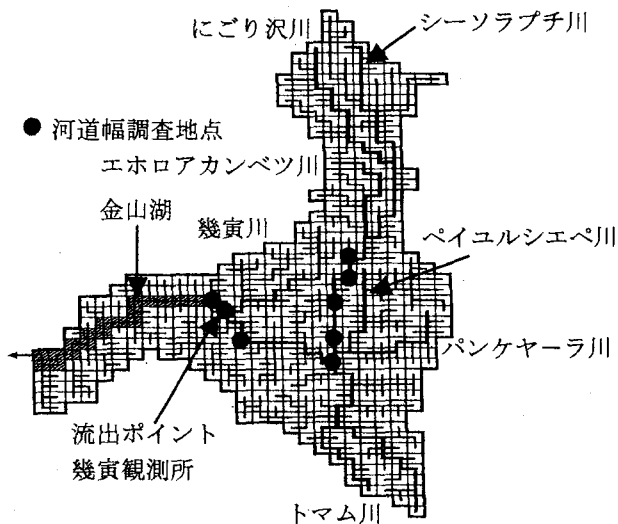 にごり沢川
シーソラプチ川
● 河道幅調査地点
エホロアカンベツ川
金山湖
幾寅川
ペイユルシエペ川
パンケヤーラ川
流出ポイント
幾寅観測所
トマム川